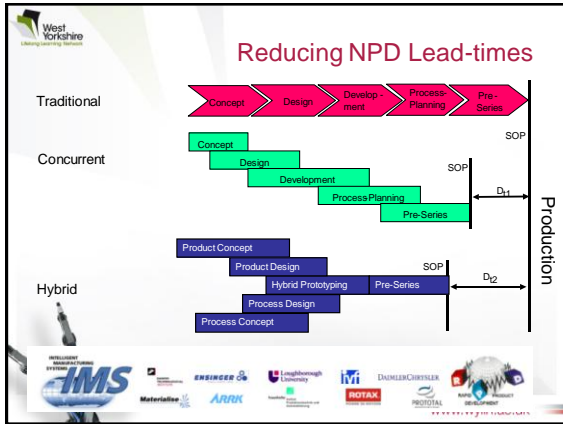 West
Yorkshire
Lifelong Learning Network
Reducing NPD Lead-times
Traditional
Concept
Design
Develop -
ment
Process-
Planning
Pre -
Series
SOP
Concurrent
Concept
Design
Development
Process Planning
Pre-Series
SOP
Dt1
Production
Hybrid
Product Concept
Product Design
Hybrid Prototyping
Pre-Series
Process Design
Process Concept
SOP
Dt2
INTELLIGENT
MANUFACTURING
SYSTEMS
IMS
ENSINGER
Loughborough
University
ivf
DAIMLERCHRYSLER
Materialise
ARRK
ROTAX
PROTOTAL
RAPID PRODUCT
DEVELOPMENT